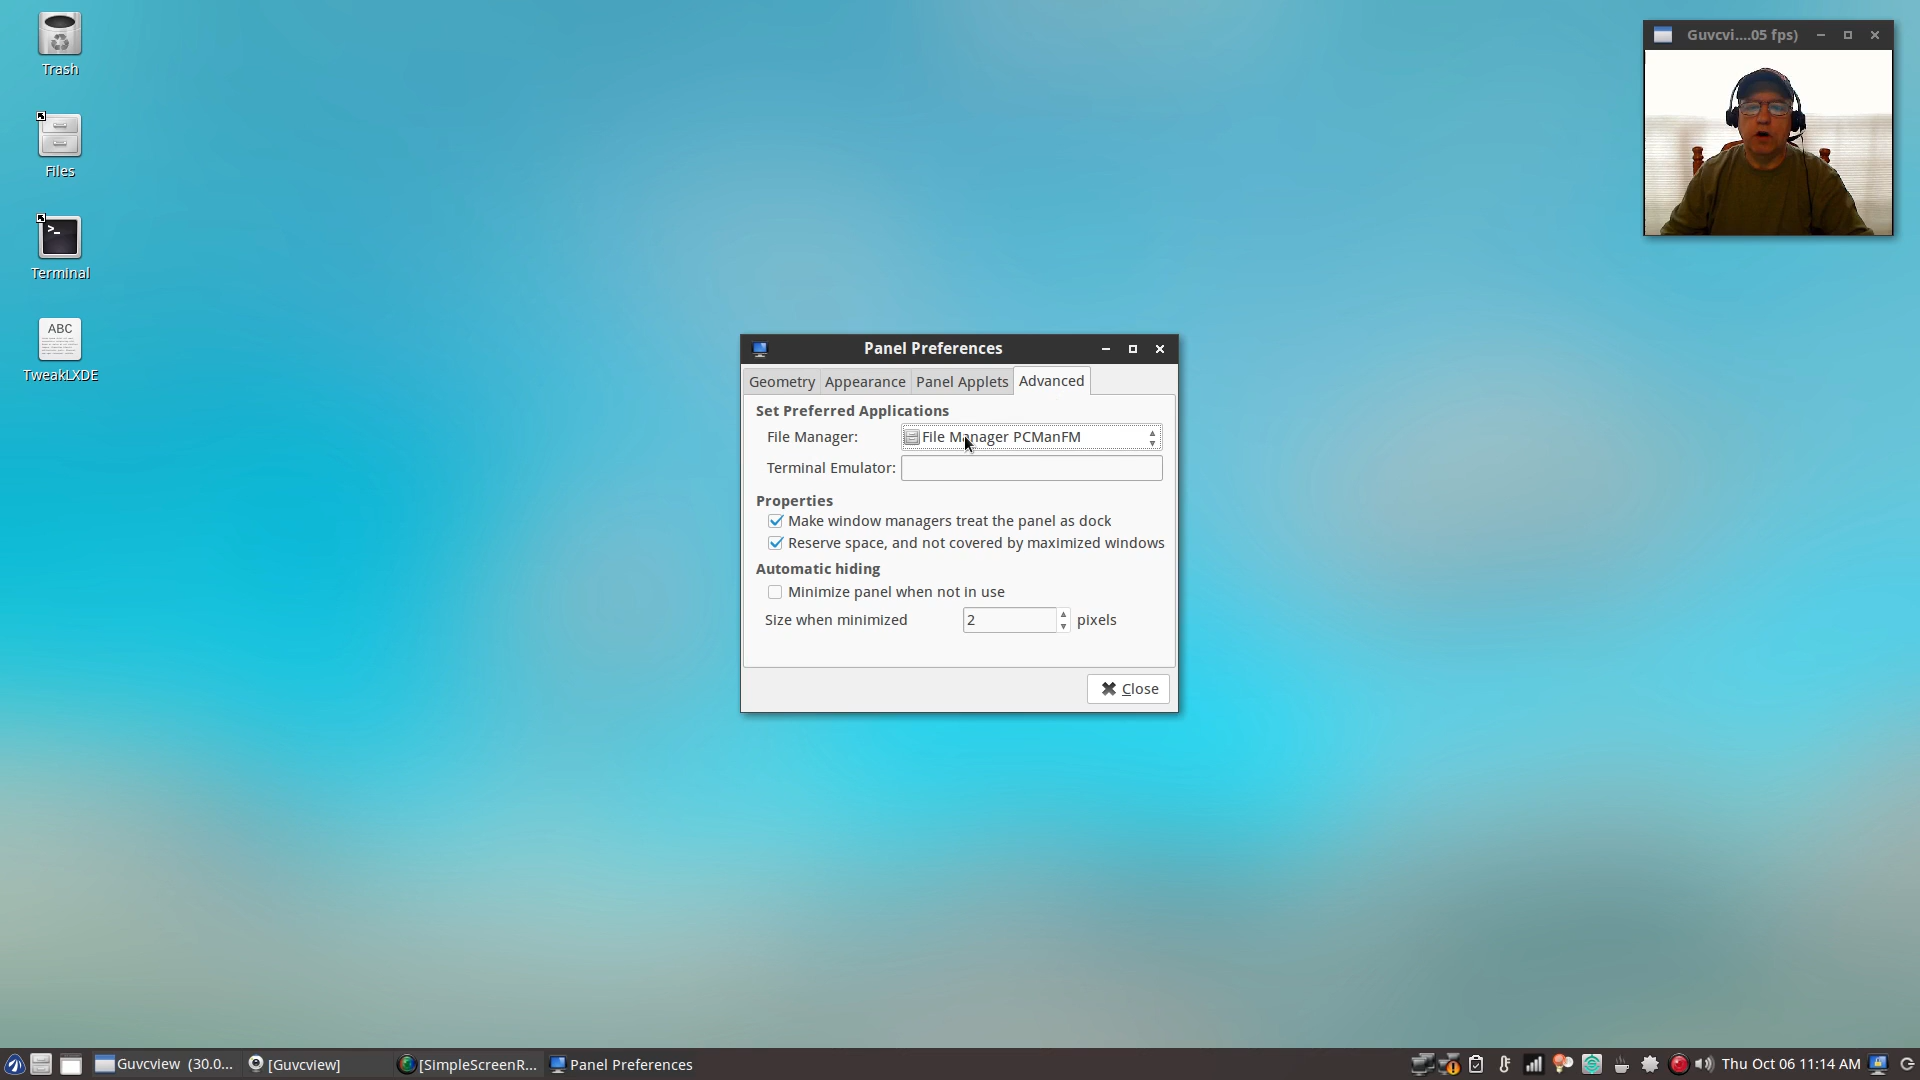 Trash
Files
>_
Terminal
ABC
TweakLXDE
Guvcvi....05 fps)
Panel Preferences
Geometry Appearance Panel Applets Advanced
Set Preferred Applications
File Manager: File Manager PCManFM
Terminal Emulator:
Properties
Make window managers treat the panel as dock
Reserve space, and not covered by maximized windows
Automatic hiding
Minimize panel when not in use
Size when minimized 2 pixels
Close
Guvcview (30.0... [Guvcview] [SimpleScreenR... Panel Preferences Thu Oct 06 11:14 AM